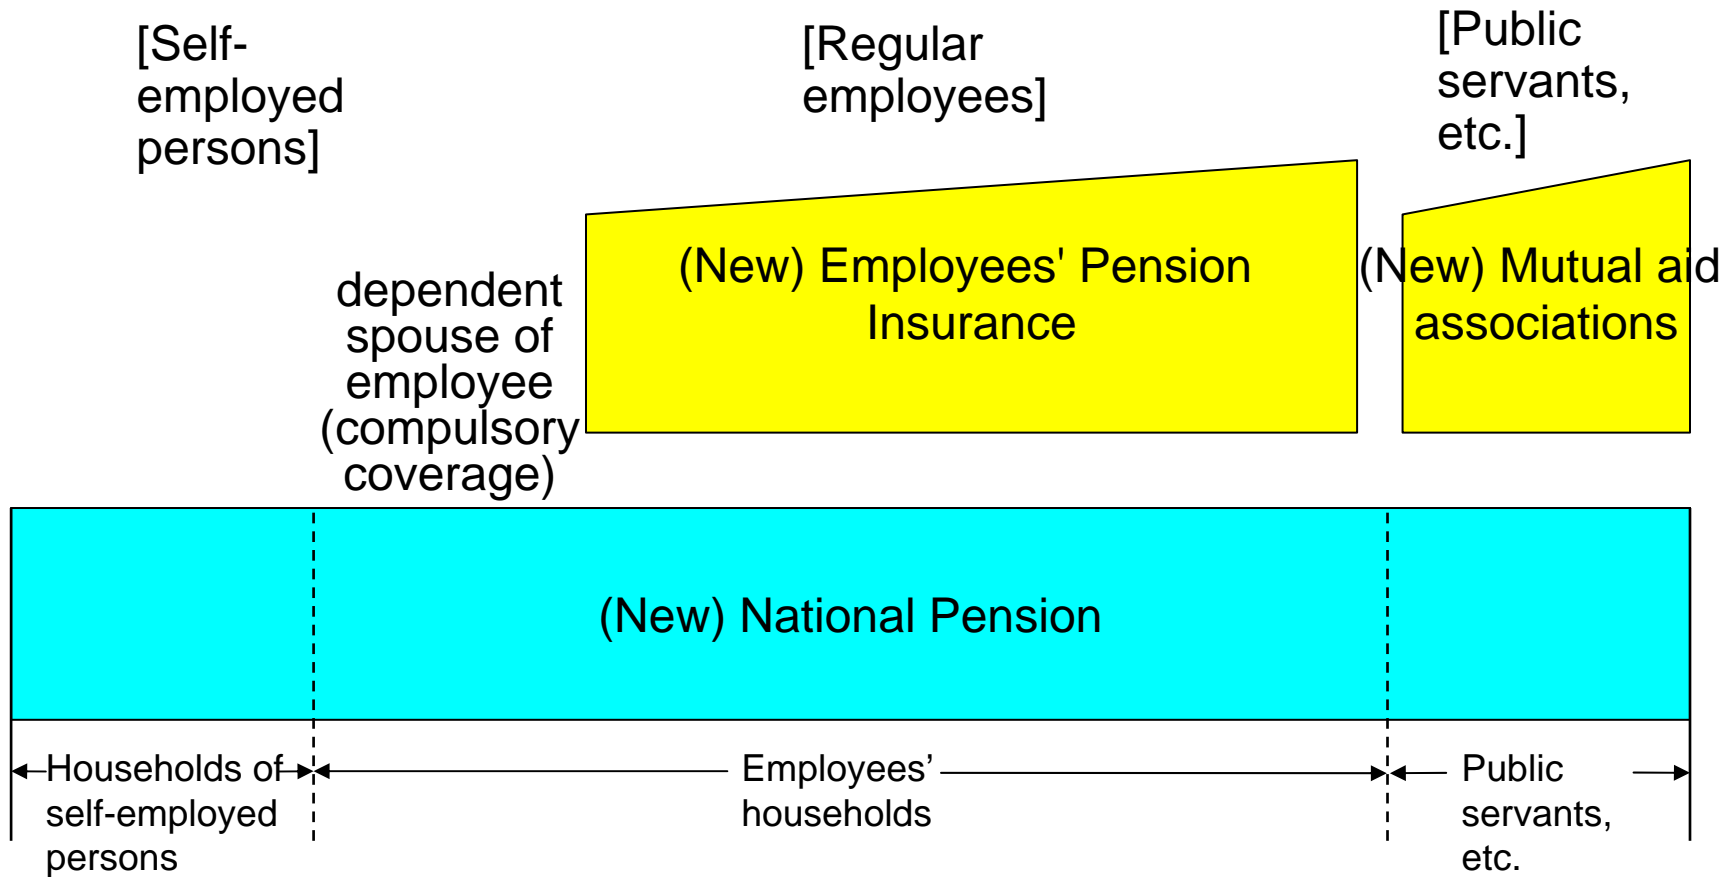 [Self-
employed
persons]
[Regular
employees]
[Public
servants,
etc.]
dependent
spouse of
employee
(compulsory
coverage)
(New) Employees' Pension
Insurance
(New) Mutual aid
associations
(New) National Pension
Households of
self-employed
persons
Employees’
households
Public
servants,
etc.